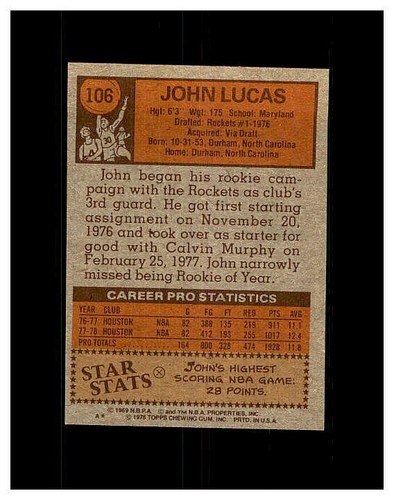 106
JOHN LUCAS
Hgt: 6'3 Wgt: 175 School: Maryland
Drafted: Rockets #1-1976
Acquired: Via Draft
Born: 10-31-53, Durham, North Carolina
Home: Durham, North Carolina
John began his rookie cam-
paign with the Rockets as club's
3rd guard. He got first starting
assignment on November 20,
1976 and took over as starter for
good with Calvin Murphy on
February 25, 1977. John narrowly
missed being Rookie of Year.
CAREER PRO STATISTICS
YEAR CLUB G FG FT REB PTS AVG
76-77 HOUSTON NBA 82 388 135 219 911 11.1
77-78 HOUSTON NBA 82 412 193 255 1017 12.4
PRO TOTALS 164 800 328 474 1928 11.8
STAR STATS
JOHN'S HIGHEST
SCORING NBA GAME:
28 POINTS.
© 1969 N.B.P.A. © and TM N.B.A. PROPERTIES, INC
A* © 1978 TOPPS CHEWING GUM, INC. PRTD. IN U.S.A.